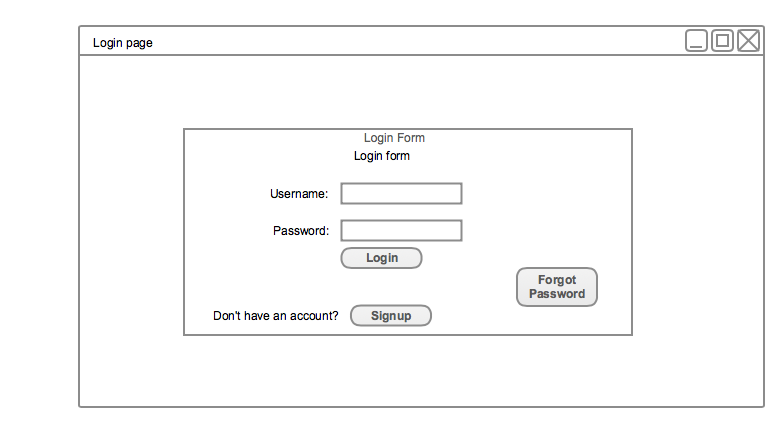 Login page
Login Form
Login form
Username:
Password:
Login
Forgot
Password
Don't have an account?
Signup